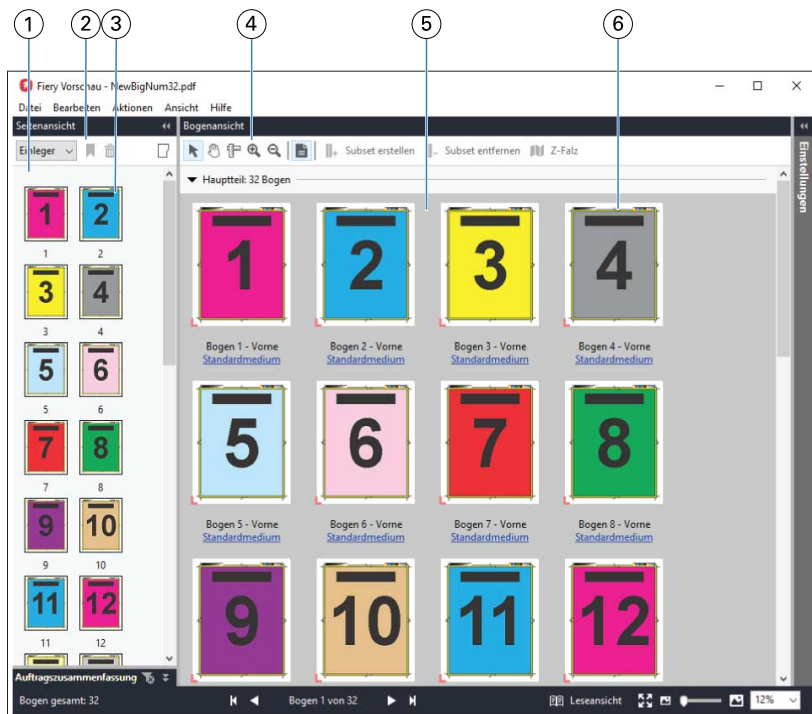 1 2 3 4 5 6
Fiery Vorschau - NewBigNum32.pdf
Datei Bearbeiten Aktionen Ansicht Hilfe
Seitenansicht
Bogenansicht
Einleger
Subset erstellen Subset entfernen Z-Falz
Einstellungen
1 2
1 2
3 4
3 4
5 6
5 6
7 8
7 8
9 10
9 10
11 12
11 12
Auftragszusammenfassung
Hauptteil: 32 Bogen
1 2 3 4
Bogen 1 - Vorne Bogen 2 - Vorne Bogen 3 - Vorne Bogen 4 - Vorne
Standardmedium Standardmedium Standardmedium Standardmedium
5 6 7 8
Bogen 5 - Vorne Bogen 6 - Vorne Bogen 7 - Vorne Bogen 8 - Vorne
Standardmedium Standardmedium Standardmedium Standardmedium
9 10 11 12
Bogen gesamt: 32 Bogen 1 von 32 Leseansicht 12%